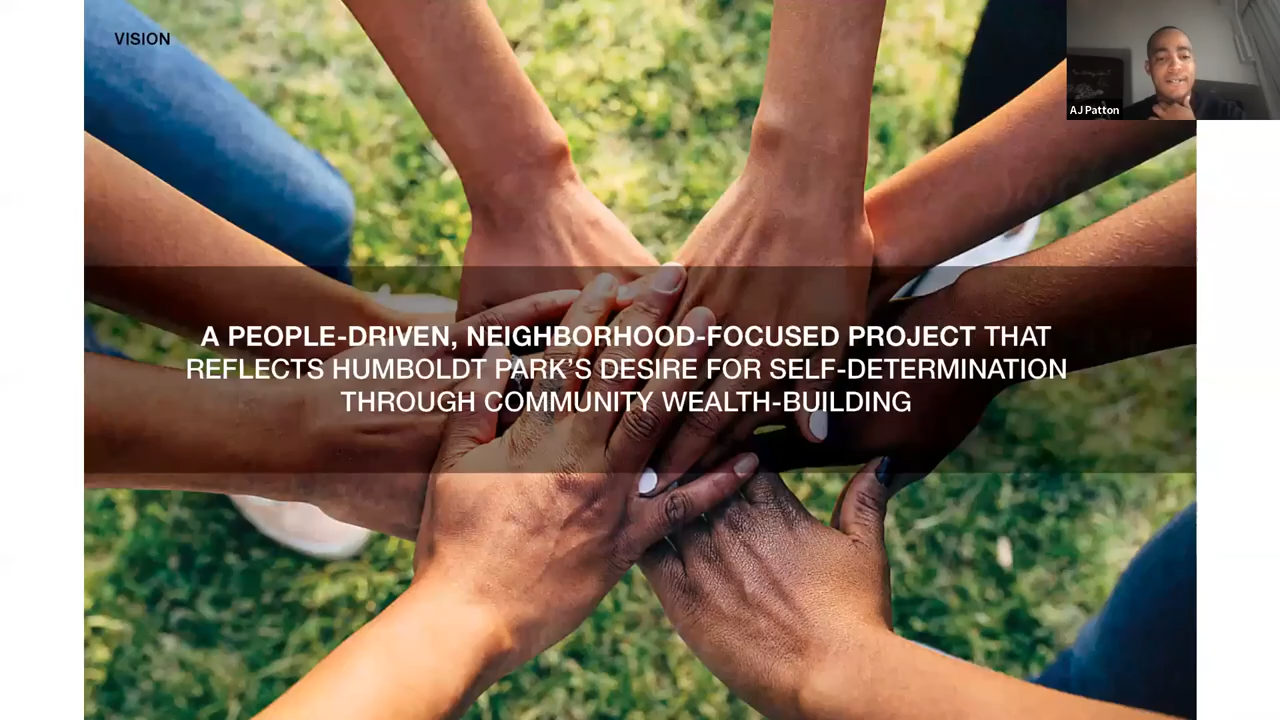 VISION
AJ Patton
A PEOPLE-DRIVEN, NEIGHBORHOOD-FOCUSED PROJECT THAT
REFLECTS HUMBOLDT PARK’S DESIRE FOR SELF-DETERMINATION
THROUGH COMMUNITY WEALTH-BUILDING